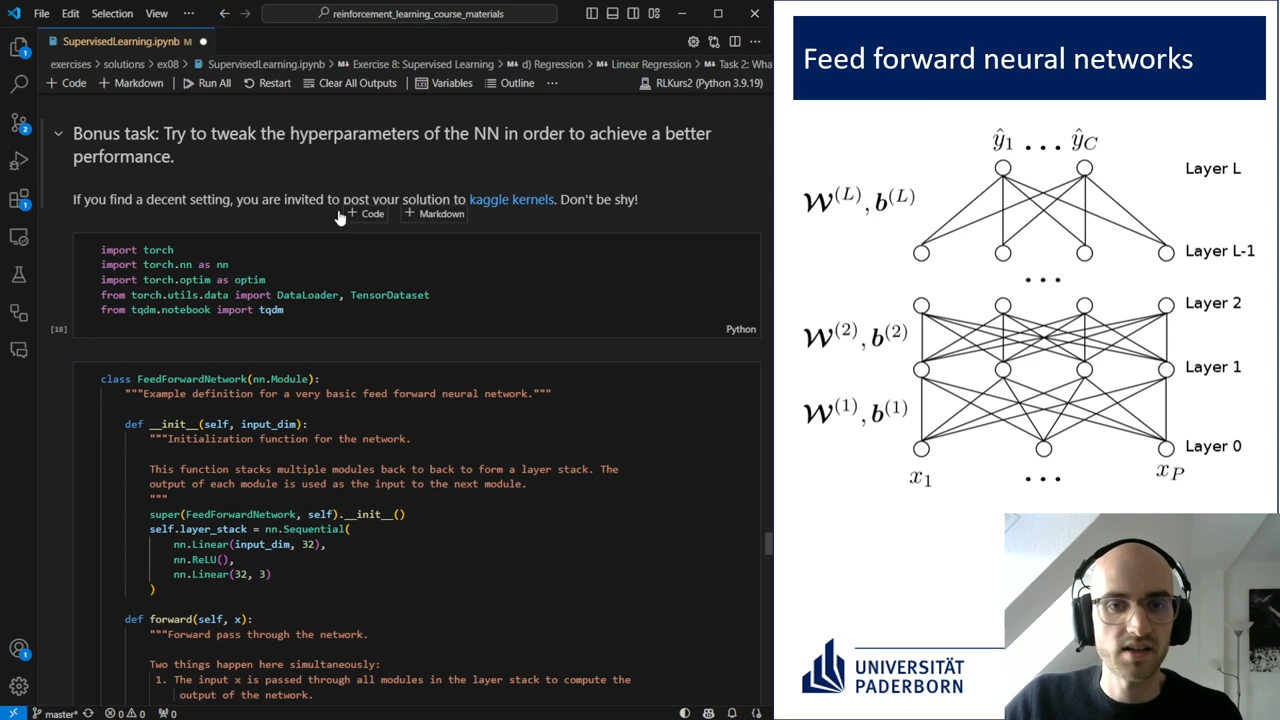 File Edit Selection View ··· reinforcement_learning_course_materials
SupervisedLearning.ipynb M
exercises > solutions > ex08 > SupervisedLearning.ipynb > Exercise 8: Supervised Learning > d) Regression > Linear Regression > Task 2: Wha
+ Code + Markdown Run All Restart Clear All Outputs Variables Outline ··· RLKurs2 (Python 3.9.19)
Bonus task: Try to tweak the hyperparameters of the NN in order to achieve a better
performance.
If you find a decent setting, you are invited to post your solution to kaggle kernels. Don't be shy!
+ Code + Markdown
import torch
import torch.nn as nn
import torch.optim as optim
from torch.utils.data import DataLoader, TensorDataset
from tqdm.notebook import tqdm
[18] Python
class FeedForwardNetwork(nn.Module):
"""Example definition for a very basic feed forward neural network."""
def __init__(self, input_dim):
"""Initialization function for the network.
This function stacks multiple modules back to back to form a layer stack. The
output of each module is used as the input to the next module.
"""
super(FeedForwardNetwork, self).__init__()
self.layer_stack = nn.Sequential(
nn.Linear(input_dim, 32),
nn.ReLU(),
nn.Linear(32, 3)
)
def forward(self, x):
"""Forward pass through the network.
Two things happen here simultaneously:
1. The input x is passed through all modules in the layer stack to compute the
output of the network.
master* 0 0 0
Feed forward neural networks
ŷ1 ... ŷC
Layer L
W(L), b(L)
Layer L-1
...
Layer 2
W(2), b(2)
Layer 1
W(1), b(1)
Layer 0
x1 ... xP
UNIVERSITÄT
PADERBORN